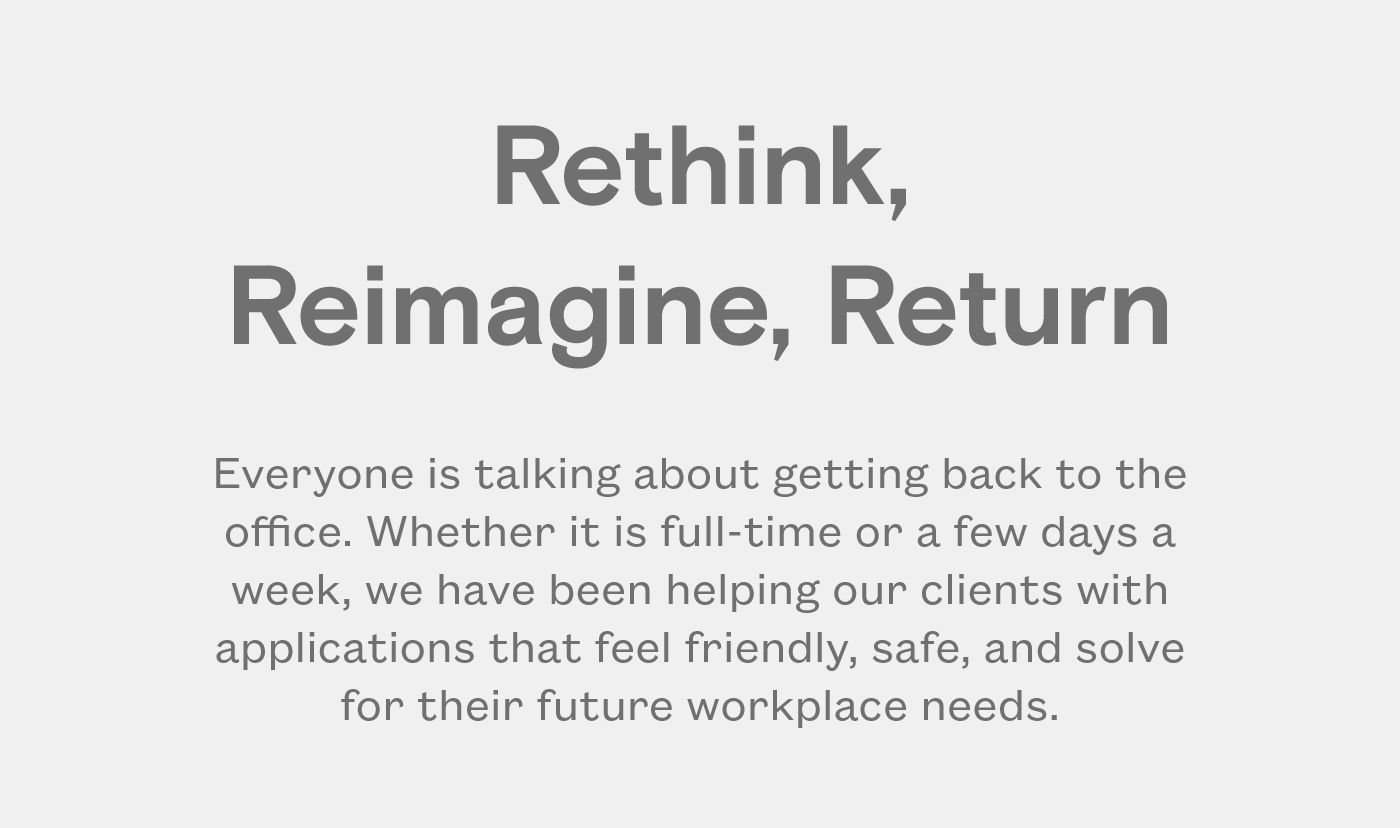 Rethink,
Reimagine, Return
Everyone is talking about getting back to the
office. Whether it is full-time or a few days a
week, we have been helping our clients with
applications that feel friendly, safe, and solve
for their future workplace needs.